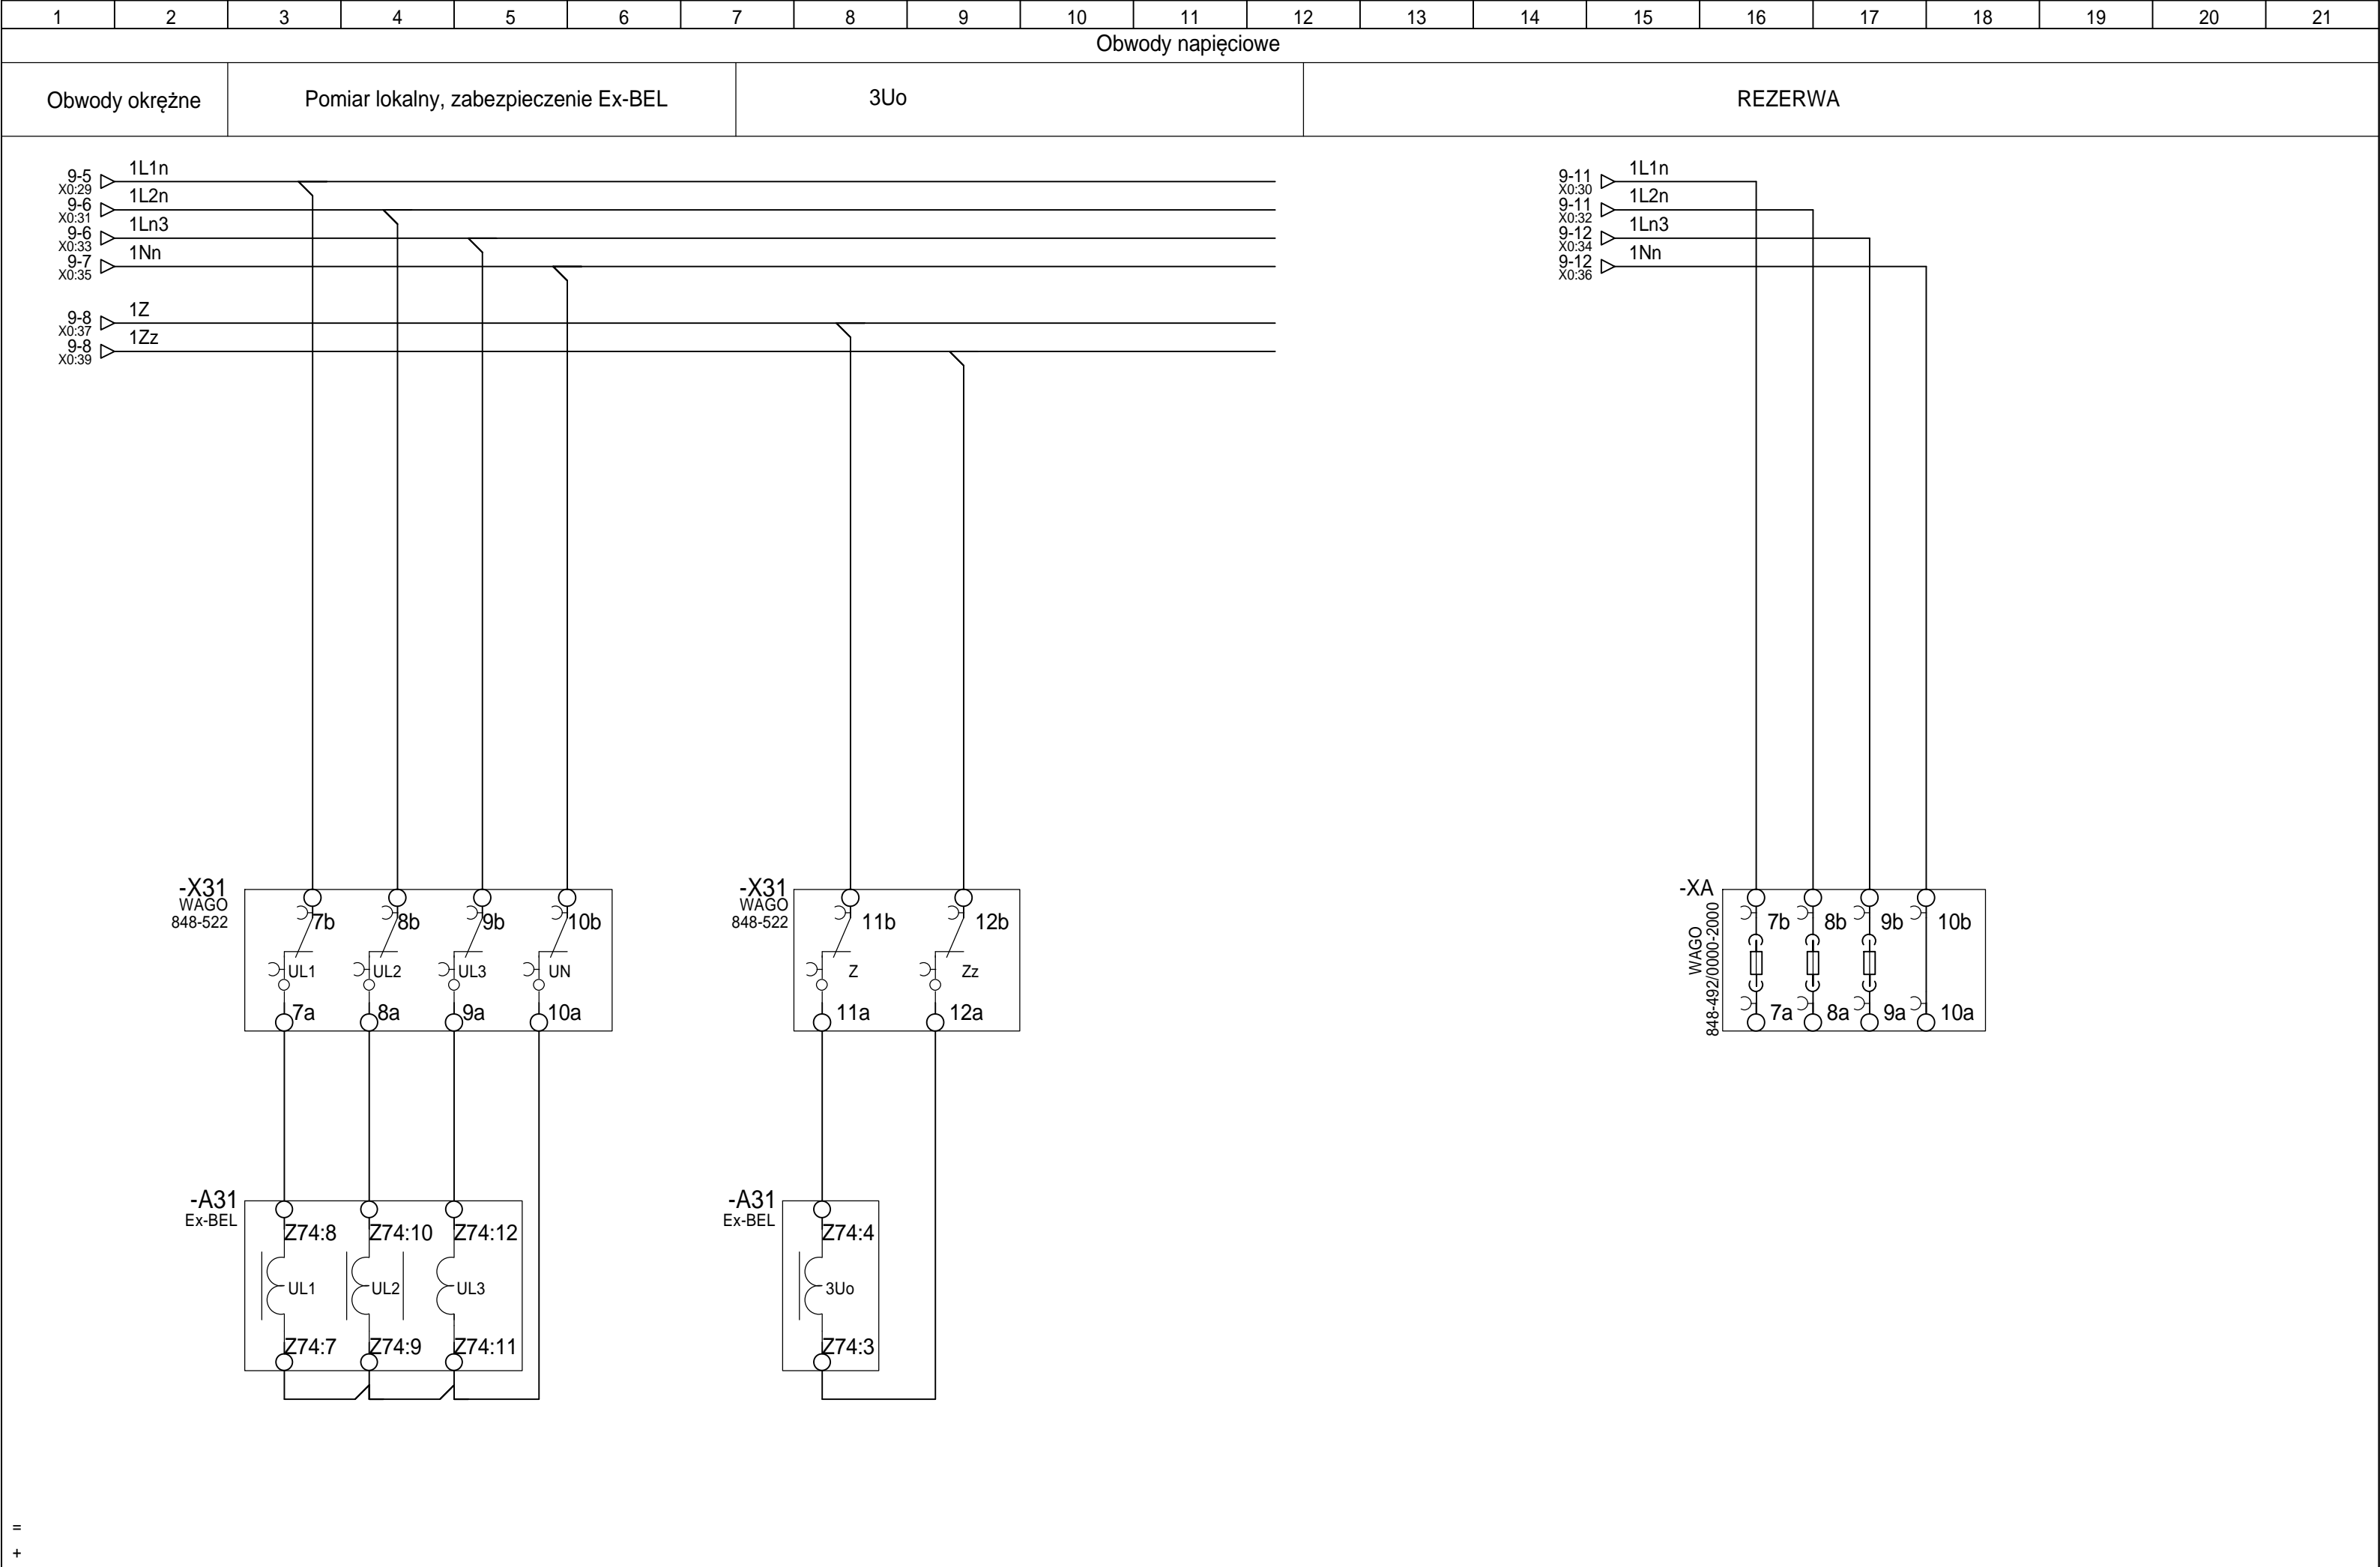 1 2 3 4 5 6 7 8 9 10 11 12 13 14 15 16 17 18 19 20 21
Obwody napięciowe
Obwody okrężne
Pomiar lokalny, zabezpieczenie Ex-BEL
3Uo
REZERWA
9-5
X0:29
1L1n
9-6
X0:31
1L2n
9-6
X0:33
1Ln3
9-7
X0:35
1Nn
9-8
X0:37
1Z
9-8
X0:39
1Zz
9-11
X0:30
1L1n
9-11
X0:32
1L2n
9-12
X0:34
1Ln3
9-12
X0:36
1Nn
-X31
WAGO
848-522
7b 8b 9b 10b
UL1 UL2 UL3 UN
7a 8a 9a 10a
-X31
WAGO
848-522
11b 12b
Z Zz
11a 12a
-XA
WAGO
848-492/0000-2000
7b 8b 9b 10b
7a 8a 9a 10a
-A31
Ex-BEL
Z74:8 Z74:10 Z74:12
UL1 UL2 UL3
Z74:7 Z74:9 Z74:11
-A31
Ex-BEL
Z74:4
3Uo
Z74:3
=
+